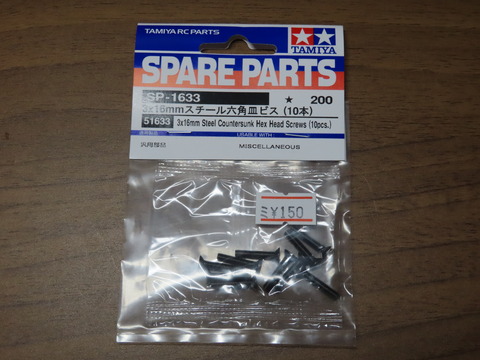 TAMIYA RC PARTS
TAMIYA
SPARE PARTS
SP-1633
★ 200
3x16mmスチール六角皿ビス (10本)
51633 3x16mm Steel Countersunk Hex Head Screws (10pcs.)
USABLE WITH
汎用部品 MISCELLANEOUS
ミ¥150